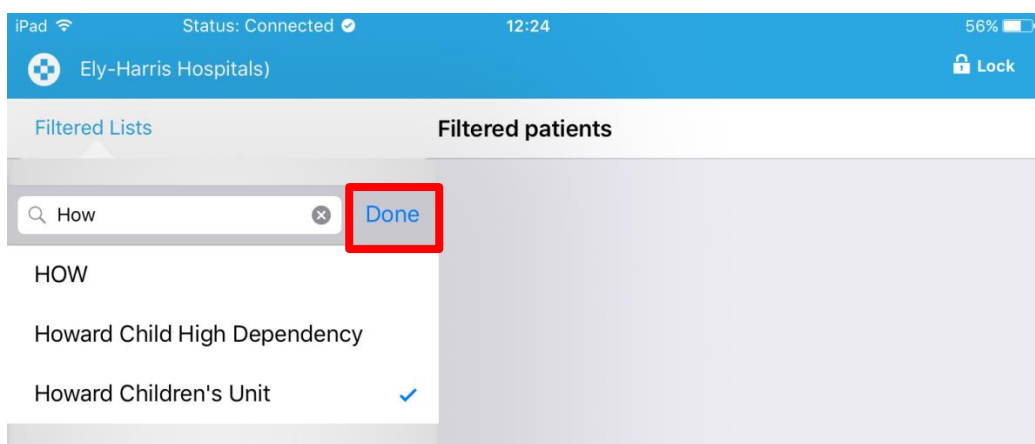 iPad Status: Connected 12:24 56%
Ely-Harris Hospitals) Lock
Filtered Lists Filtered patients
How Done
HOW
Howard Child High Dependency
Howard Children's Unit